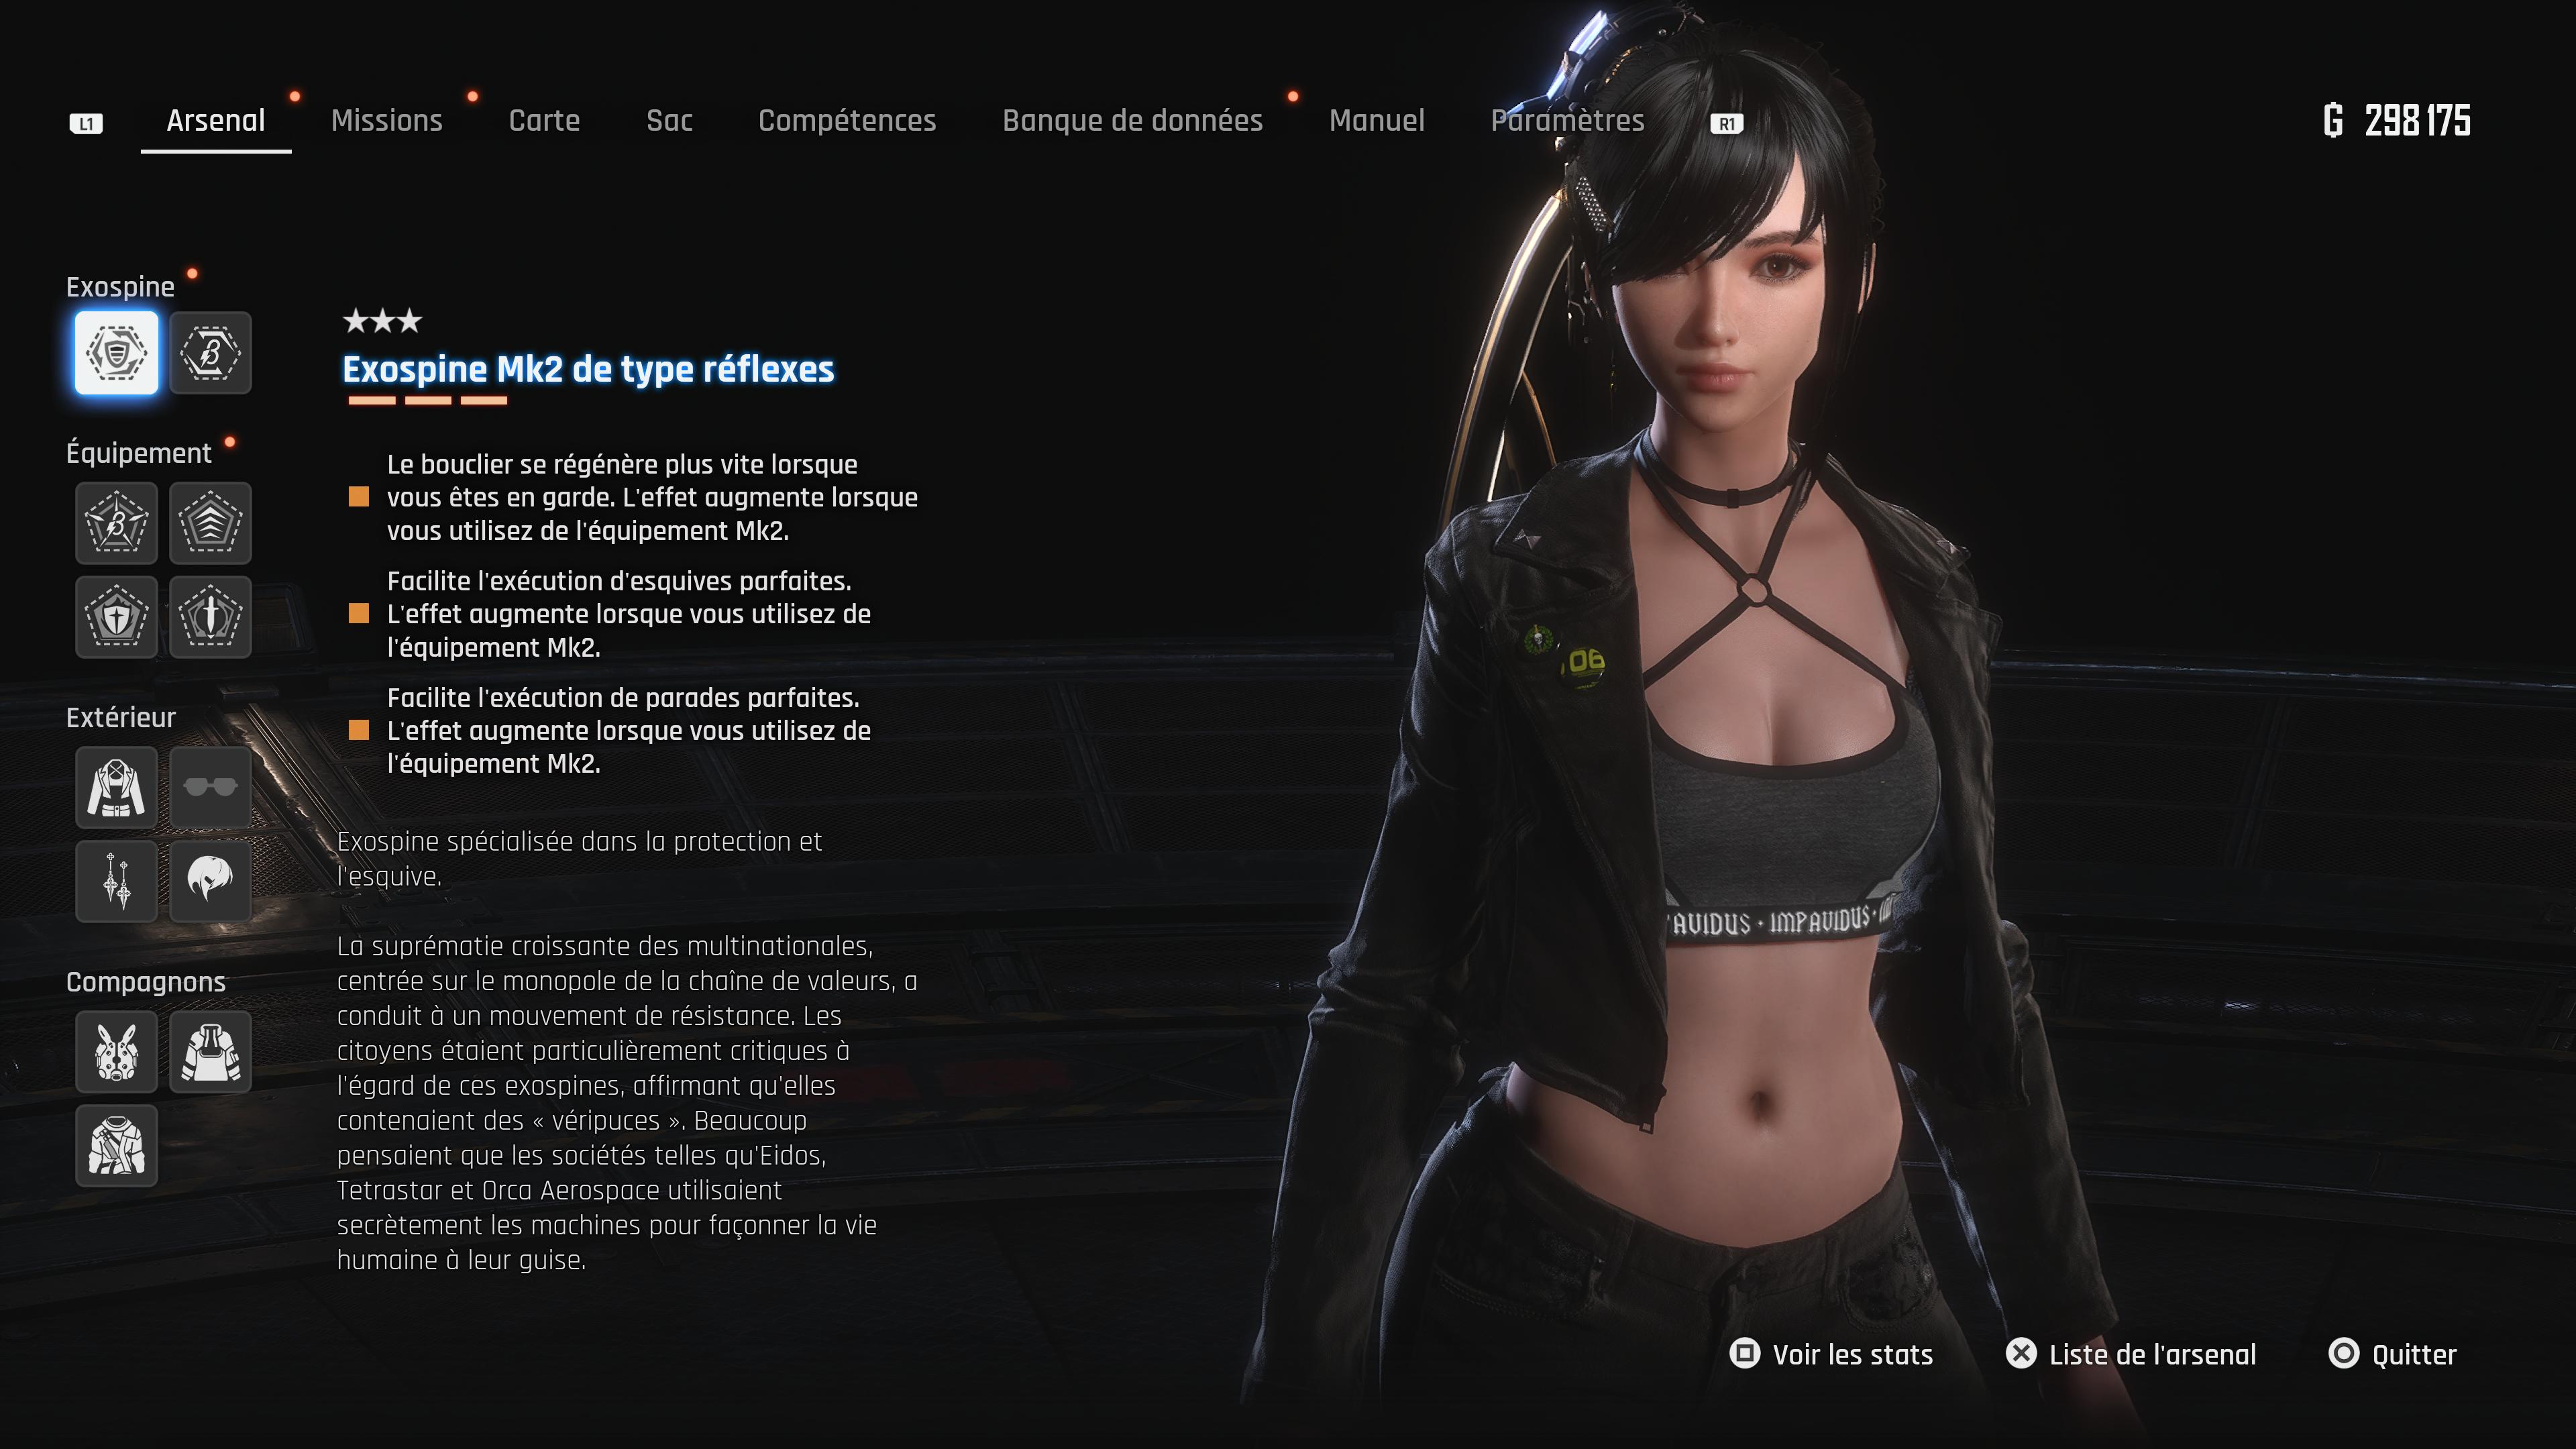 L1 Arsenal Missions Carte Sac Compétences Banque de données Manuel Paramètres R1
G 298 175
Exospine
Équipement
Extérieur
Compagnons
★★★
Exospine Mk2 de type réflexes
Le bouclier se régénère plus vite lorsque
vous êtes en garde. L'effet augmente lorsque
vous utilisez de l'équipement Mk2.
Facilite l'exécution d'esquives parfaites.
L'effet augmente lorsque vous utilisez de
l'équipement Mk2.
Facilite l'exécution de parades parfaites.
L'effet augmente lorsque vous utilisez de
l'équipement Mk2.
Exospine spécialisée dans la protection et
l'esquive.
La suprématie croissante des multinationales,
centrée sur le monopole de la chaîne de valeurs, a
conduit à un mouvement de résistance. Les
citoyens étaient particulièrement critiques à
l'égard de ces exospines, affirmant qu'elles
contenaient des « véripuces ». Beaucoup
pensaient que les sociétés telles qu'Eidos,
Tetrastar et Orca Aerospace utilisaient
secrètement les machines pour façonner la vie
humaine à leur guise.
06
AVIDUS · IMPAVIDUS ·
Voir les stats Liste de l'arsenal Quitter